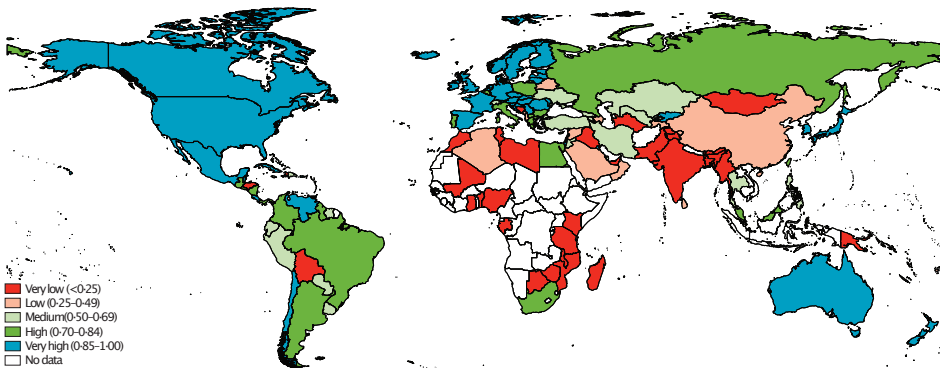 Very low (<0·25)
Low (0·25–0·49)
Medium(0·50–0·69)
High (0·70–0·84)
Very high (0·85–1·00)
No data